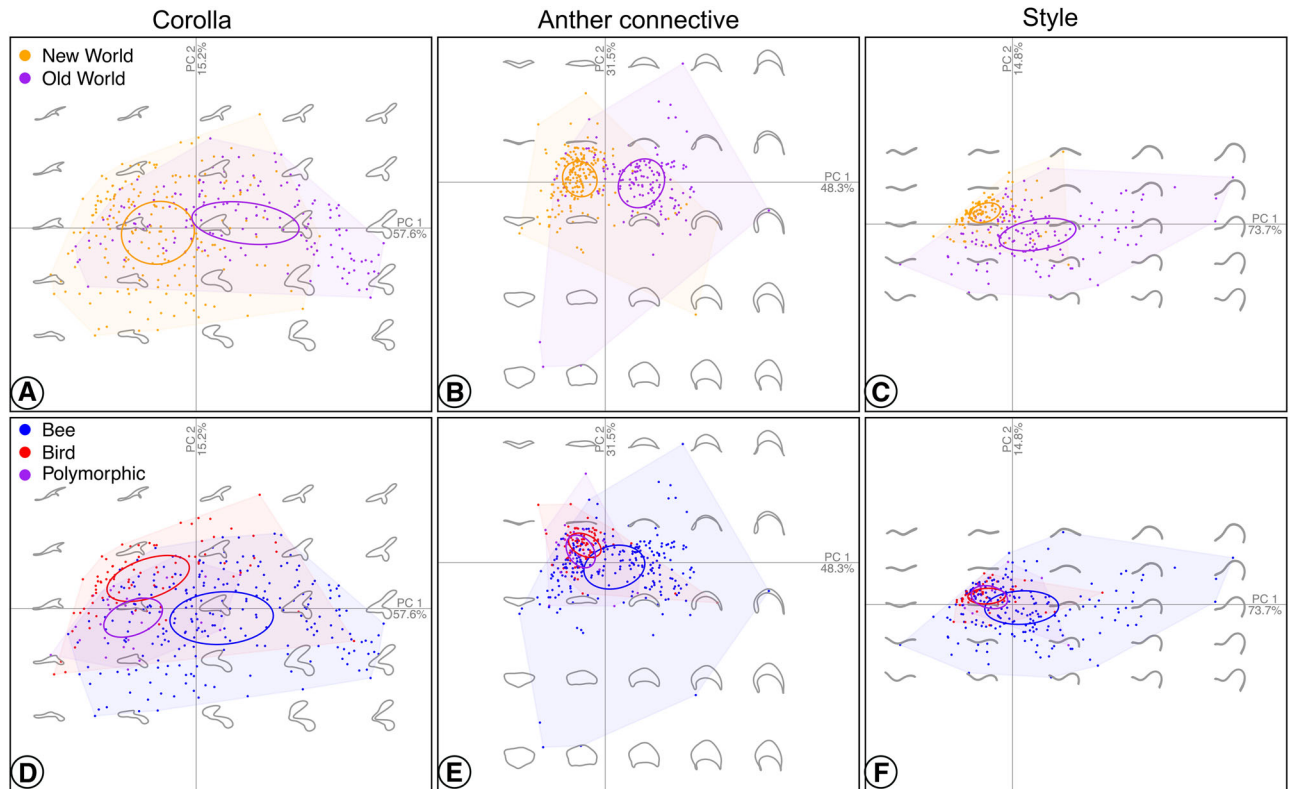 Corolla
Anther connective
Style
New World
Old World
PC 2
15.2%
PC 1
57.6%
A
PC 2
31.5%
PC 1
48.3%
B
PC 2
14.8%
PC 1
73.7%
C
Bee
Bird
Polymorphic
PC 2
15.2%
PC 1
57.6%
D
PC 2
31.5%
PC 1
48.3%
E
PC 2
14.8%
PC 1
73.7%
F